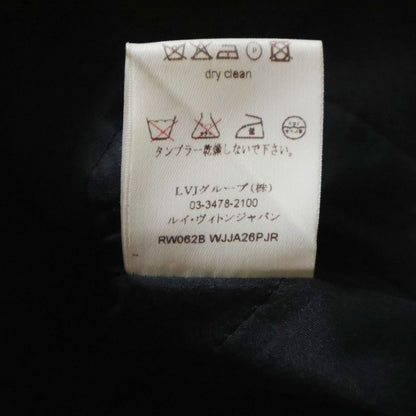 P
dry clean
タンブラー乾燥しないで下さい。
LVJグループ(株)
03-3478-2100
ルイ・ヴィトンジャパン
RW062B WJJA26PJR